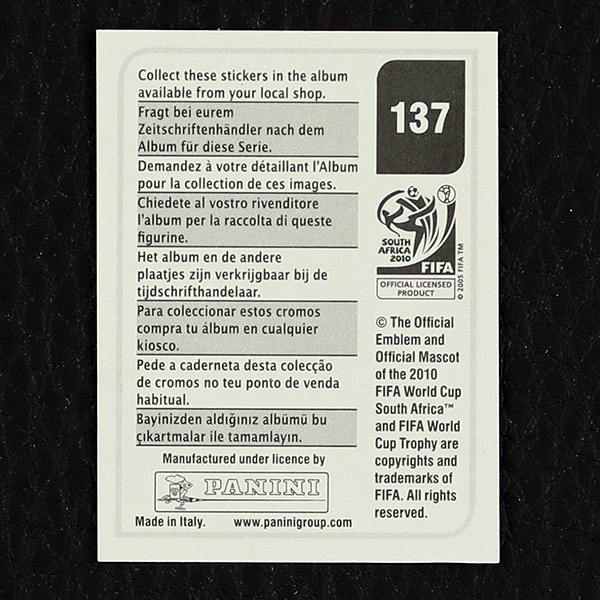 Collect these stickers in the album
available from your local shop.
Fragt bei eurem
Zeitschriftenhändler nach dem
Album für diese Serie.
Demandez à votre détaillant l'Album
pour la collection de ces images.
Chiedete al vostro rivenditore
l'album per la raccolta di queste
figurine.
Het album en de andere
plaatjes zijn verkrijgbaar bij de
tijdschrifthandelaar.
Para coleccionar estos cromos
compra tu álbum en cualquier
kiosco.
Pede a caderneta desta colecção
de cromos no teu ponto de venda
habitual.
Bayinizden aldığınız albümü bu
çıkartmalar ile tamamlayın.
Manufactured under licence by
PANINI
Made in Italy. www.paninigroup.com
137
SOUTH
AFRICA
2010
FIFA
OFFICIAL LICENSED
PRODUCT
© 2005 FIFA TM
© The Official
Emblem and
Official Mascot
of the 2010
FIFA World Cup
South Africa™
and FIFA World
Cup Trophy are
copyrights and
trademarks of
FIFA. All rights
reserved.